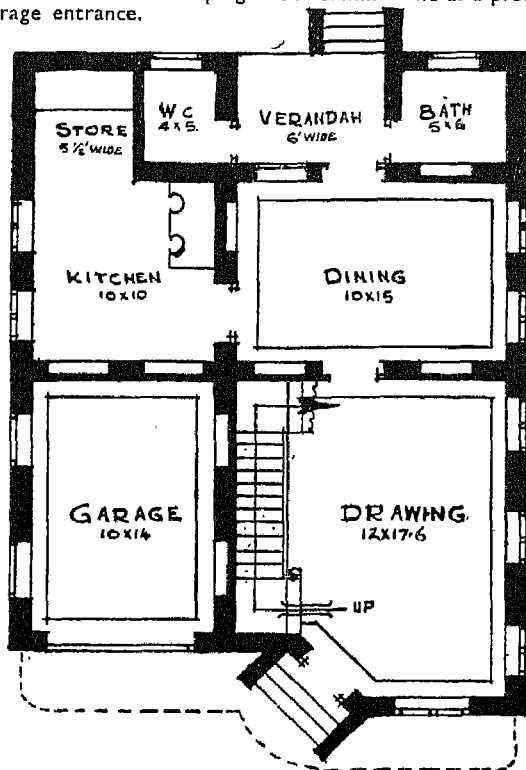 rage entrance.
W C
4 X 5.
VERANDAH
6' WIDE
BATH
5 X 6
STORE
5 ½' WIDE
KITCHEN
10 X 10
DINING
10 X 15
GARAGE
10 X 14
DRAWING.
12 X 17·6
UP